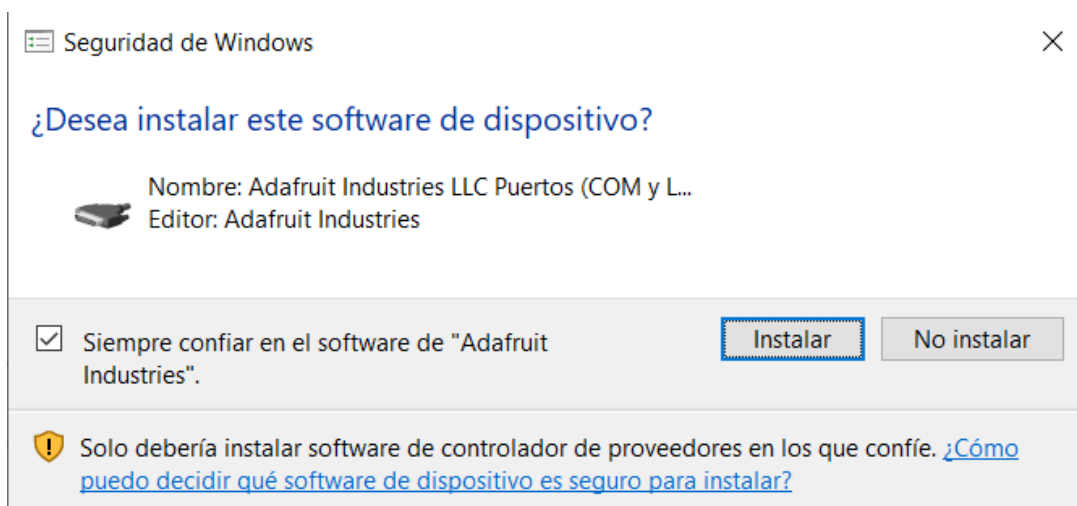 Seguridad de Windows
¿Desea instalar este software de dispositivo?
Nombre: Adafruit Industries LLC Puertos (COM y L...
Editor: Adafruit Industries
Siempre confiar en el software de "Adafruit
Industries".
Instalar
No instalar
Solo debería instalar software de controlador de proveedores en los que confíe. ¿Cómo
puedo decidir qué software de dispositivo es seguro para instalar?